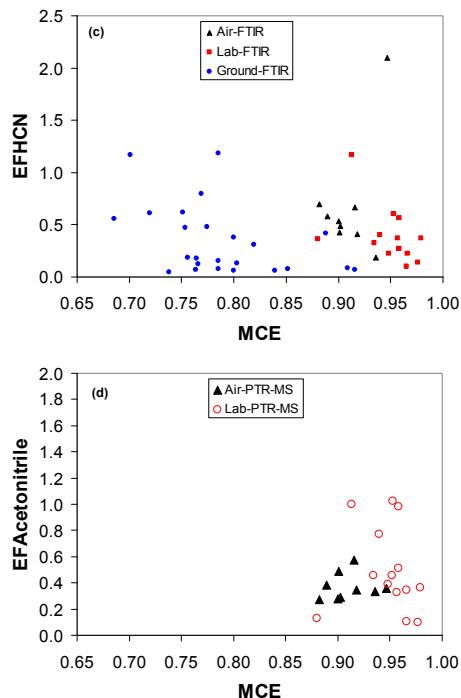 (c)
Air-FTIR
Lab-FTIR
Ground-FTIR
EFHCN
2.5
2.0
1.5
1.0
0.5
0.0
0.65 0.70 0.75 0.80 0.85 0.90 0.95 1.00
MCE
(d)
Air-PTR-MS
Lab-PTR-MS
EFAcetonitrile
2.0
1.8
1.6
1.4
1.2
1.0
0.8
0.6
0.4
0.2
0.0
0.65 0.70 0.75 0.80 0.85 0.90 0.95 1.00
MCE